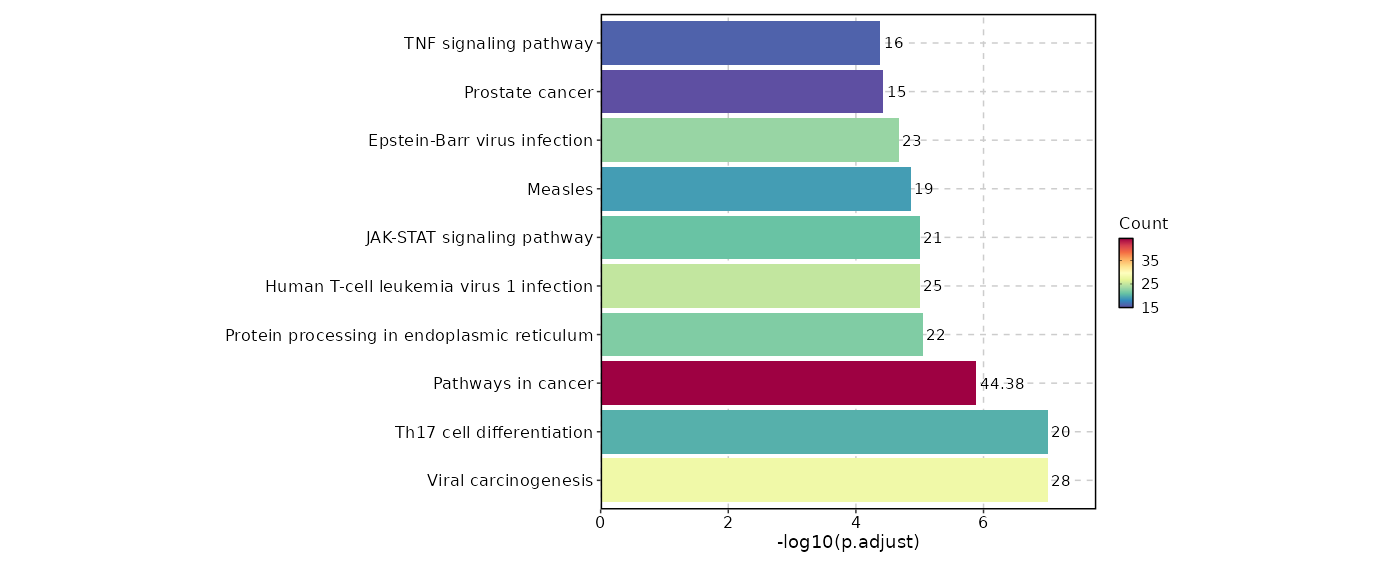 TNF signaling pathway 16
Prostate cancer 15
Epstein-Barr virus infection 23
Measles 19
JAK-STAT signaling pathway 21
Human T-cell leukemia virus 1 infection 25
Protein processing in endoplasmic reticulum 22
Pathways in cancer 44.38
Th17 cell differentiation 20
Viral carcinogenesis 28
0 2 4 6
-log10(p.adjust)
Count
35
25
15